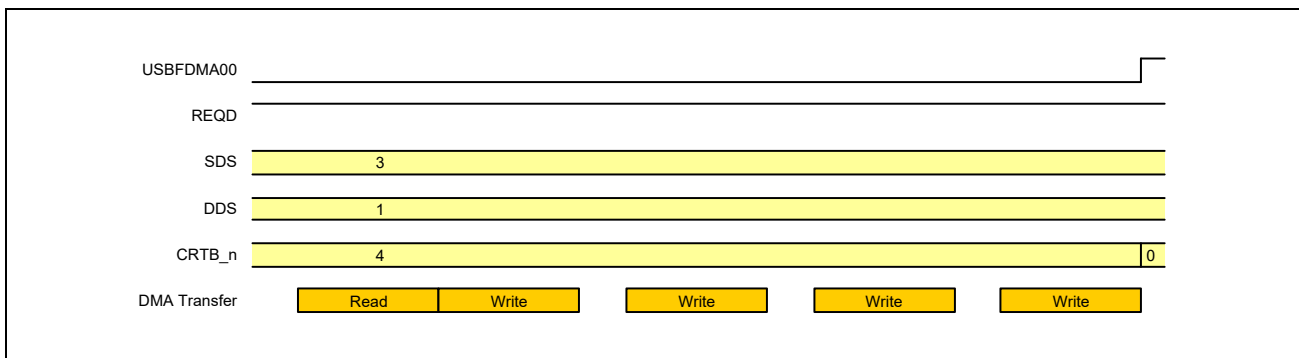 USBFDMA00
REQD
SDS 3
DDS 1
CRTB_n 4 0
DMA Transfer Read Write Write Write Write